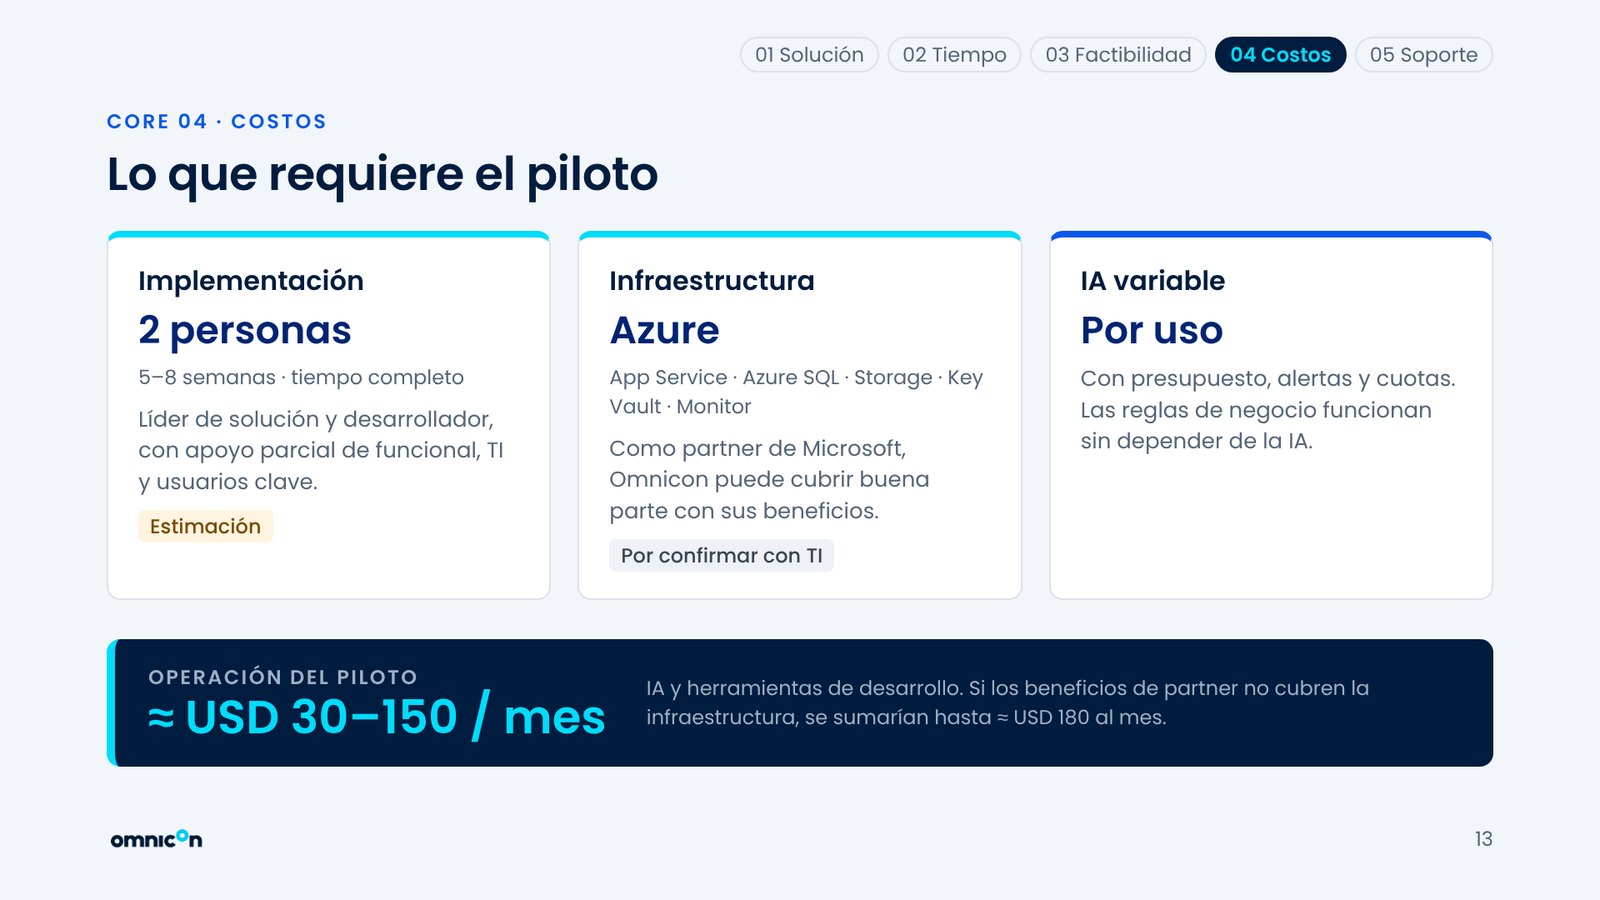 01 Solución
02 Tiempo
03 Factibilidad
04 Costos
05 Soporte
CORE 04 · COSTOS
Lo que requiere el piloto
Implementación
2 personas
5–8 semanas · tiempo completo
Líder de solución y desarrollador,
con apoyo parcial de funcional, TI
y usuarios clave.
Estimación
Infraestructura
Azure
App Service · Azure SQL · Storage · Key
Vault · Monitor
Como partner de Microsoft,
Omnicon puede cubrir buena
parte con sus beneficios.
Por confirmar con TI
IA variable
Por uso
Con presupuesto, alertas y cuotas.
Las reglas de negocio funcionan
sin depender de la IA.
OPERACIÓN DEL PILOTO
≈ USD 30–150 / mes
IA y herramientas de desarrollo. Si los beneficios de partner no cubren la
infraestructura, se sumarían hasta ≈ USD 180 al mes.
omnicon
13